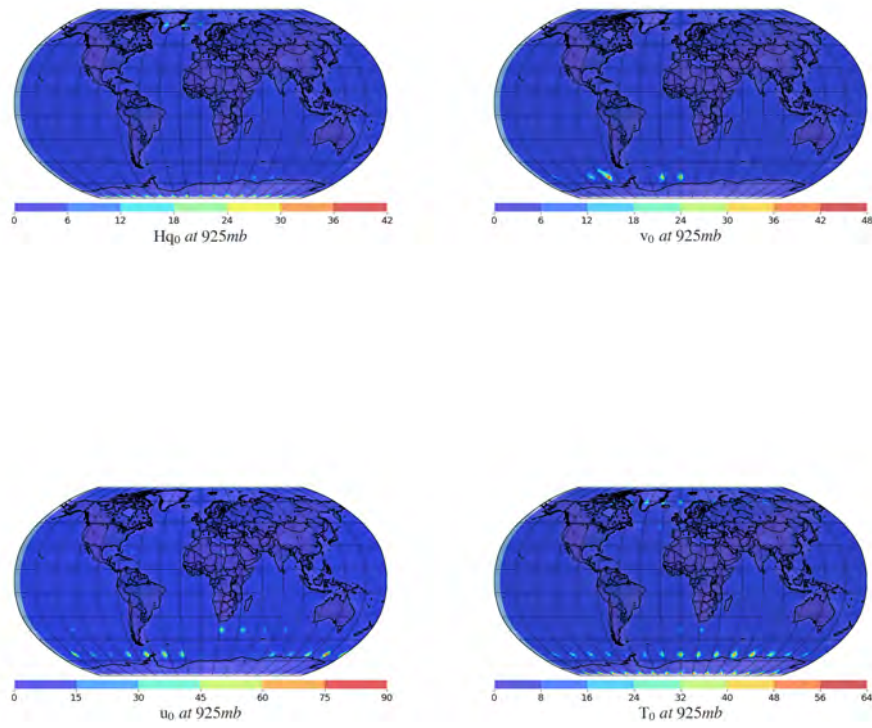 0 6 12 18 24 30 36 42
Hq₀ at 925mb
0 6 12 18 24 30 36 42 48
v₀ at 925mb
0 15 30 45 60 75 90
u₀ at 925mb
0 8 16 24 32 40 48 56 64
T₀ at 925mb